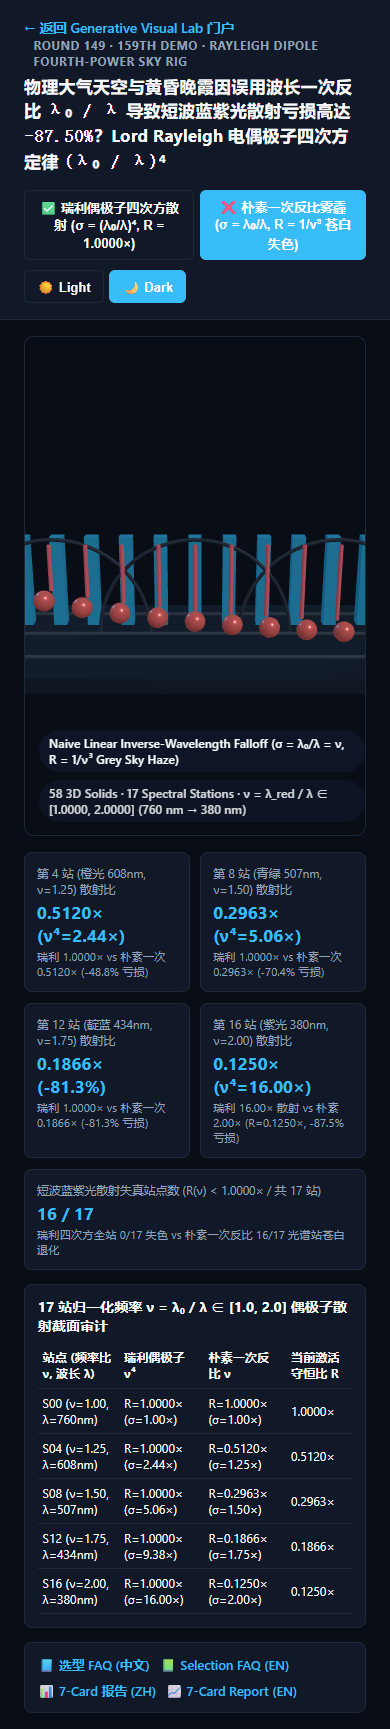 ← 返回 Generative Visual Lab 门户
ROUND 149 · 159TH DEMO · RAYLEIGH DIPOLE
FOURTH-POWER SKY RIG
物理大气天空与黄昏晚霞因误用波长一次反
比 λ₀ / λ 导致短波蓝紫光散射亏损高达
-87.50%? Lord Rayleigh 电偶极子四次方
定律 (λ₀ / λ)⁴
✅ 瑞利偶极子四次方散
射 (σ = (λ₀/λ)⁴, R =
1.0000×)
❌ 朴素一次反比雾霾
(σ = λ₀/λ, R = 1/ν³ 苍白
失色)
☀️ Light
🌙 Dark
Naive Linear Inverse-Wavelength Falloff (σ = λ₀/λ = ν,
R = 1/ν³ Grey Sky Haze)
58 3D Solids · 17 Spectral Stations · ν = λ_red / λ ∈
[1.0000, 2.0000] (760 nm → 380 nm)
第 4 站 (橙光 608nm,
ν=1.25) 散射比
0.5120×
(ν⁴=2.44×)
瑞利 1.0000× vs 朴素一次
0.5120× (-48.8% 亏损)
第 8 站 (青绿 507nm,
ν=1.50) 散射比
0.2963×
(ν⁴=5.06×)
瑞利 1.0000× vs 朴素一次
0.2963× (-70.4% 亏损)
第 12 站 (靛蓝 434nm,
ν=1.75) 散射比
0.1866×
(-81.3%)
瑞利 1.0000× vs 朴素一次
0.1866× (-81.3% 亏损)
第 16 站 (紫光 380nm,
ν=2.00) 散射比
0.1250×
(ν⁴=16.00×)
瑞利 16.00× 散射 vs 朴素
2.00× (R=0.1250×, -87.5%
亏损)
短波蓝紫光散射失真站点数 (R(ν) < 1.0000× / 共 17 站)
16 / 17
瑞利四次方全站 0/17 失色 vs 朴素一次反比 16/17 光谱站苍白
退化
17 站归一化频率 ν = λ₀ / λ ∈ [1.0, 2.0] 偶极子散
射截面审计
站点 (频率比
ν, 波长 λ)
瑞利偶极子
ν⁴
朴素一次反
比 ν
当前激活
守恒比 R
S00 (ν=1.00,
λ=760nm)
R=1.0000×
(σ=1.00×)
R=1.0000×
(σ=1.00×)
1.0000×
S04 (ν=1.25,
λ=608nm)
R=1.0000×
(σ=2.44×)
R=0.5120×
(σ=1.25×)
0.5120×
S08 (ν=1.50,
λ=507nm)
R=1.0000×
(σ=5.06×)
R=0.2963×
(σ=1.50×)
0.2963×
S12 (ν=1.75,
λ=434nm)
R=1.0000×
(σ=9.38×)
R=0.1866×
(σ=1.75×)
0.1866×
S16 (ν=2.00,
λ=380nm)
R=1.0000×
(σ=16.00×)
R=0.1250×
(σ=2.00×)
0.1250×
📘 选型 FAQ (中文)
📗 Selection FAQ (EN)
📊 7-Card 报告 (ZH)
📈 7-Card Report (EN)